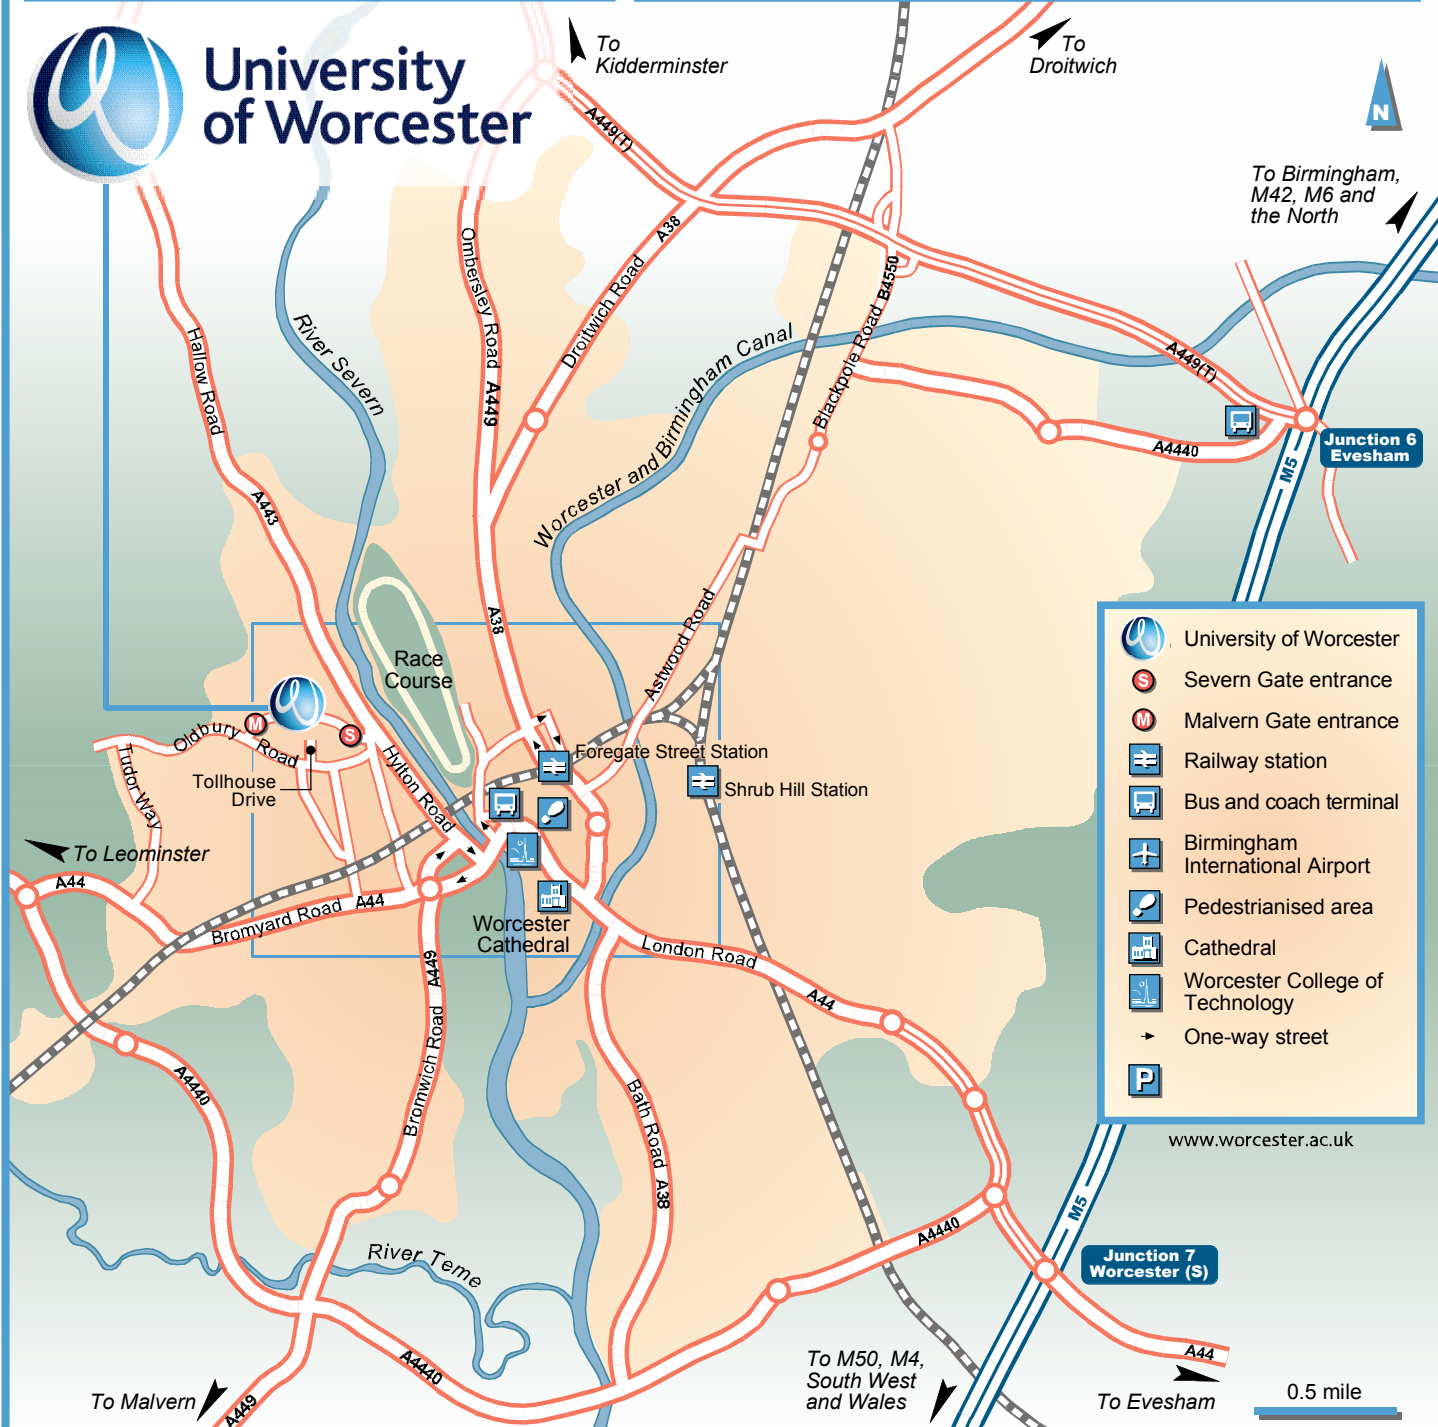 University
of Worcester
To
Kidderminster
To
Droitwich
N
To Birmingham,
M42, M6 and
the North
A449(T)
A38
Ombersley Road A449
Droitwich Road
Hallow Road
River Severn
Worcester and Birmingham Canal
Blackpole Road B4550
A449(T)
A4440
M5
Junction 6
Evesham
A443
A38
Astwood Road
Race
Course
M
S
Oldbury Road
Tudor Way
Tollhouse
Drive
Hylton Road
Foregate Street Station
Shrub Hill Station
To Leominster
A44
Bromyard Road A44
Worcester
Cathedral
London Road
A44
A449
Bromwich Road
A4440
Bath Road A38
River Teme
A4440
A4440
M5
Junction 7
Worcester (S)
A44
To Malvern
A449
To M50, M4,
South West
and Wales
To Evesham
0.5 mile
University of Worcester
S Severn Gate entrance
M Malvern Gate entrance
Railway station
Bus and coach terminal
Birmingham
International Airport
Pedestrianised area
Cathedral
Worcester College of
Technology
One-way street
P
www.worcester.ac.uk